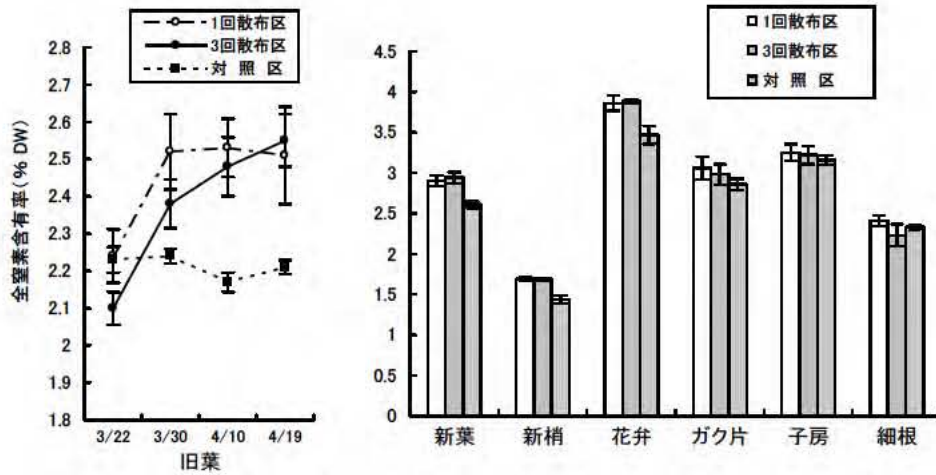 1回散布区
3回散布区
対 照 区
2.8
2.7
2.6
2.5
2.4
2.3
2.2
2.1
2
1.9
1.8
全窒素含有率(% DW)
3/22 3/30 4/10 4/19
旧葉
1回散布区
3回散布区
対 照 区
4.5
4
3.5
3
2.5
2
1.5
1
0.5
0
新葉 新梢 花弁 ガク片 子房 細根